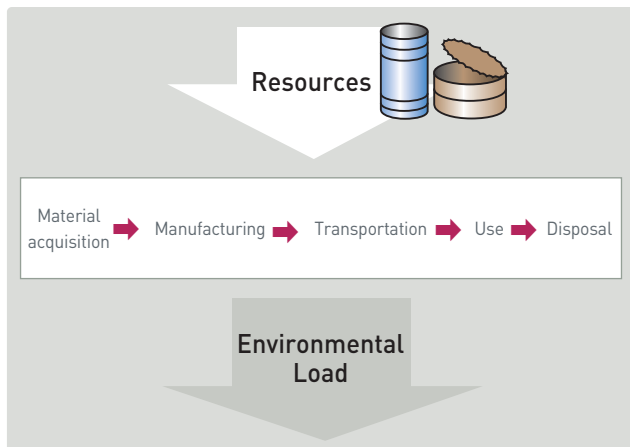 Resources
Material
acquisition
Manufacturing
Transportation
Use
Disposal
Environmental
Load